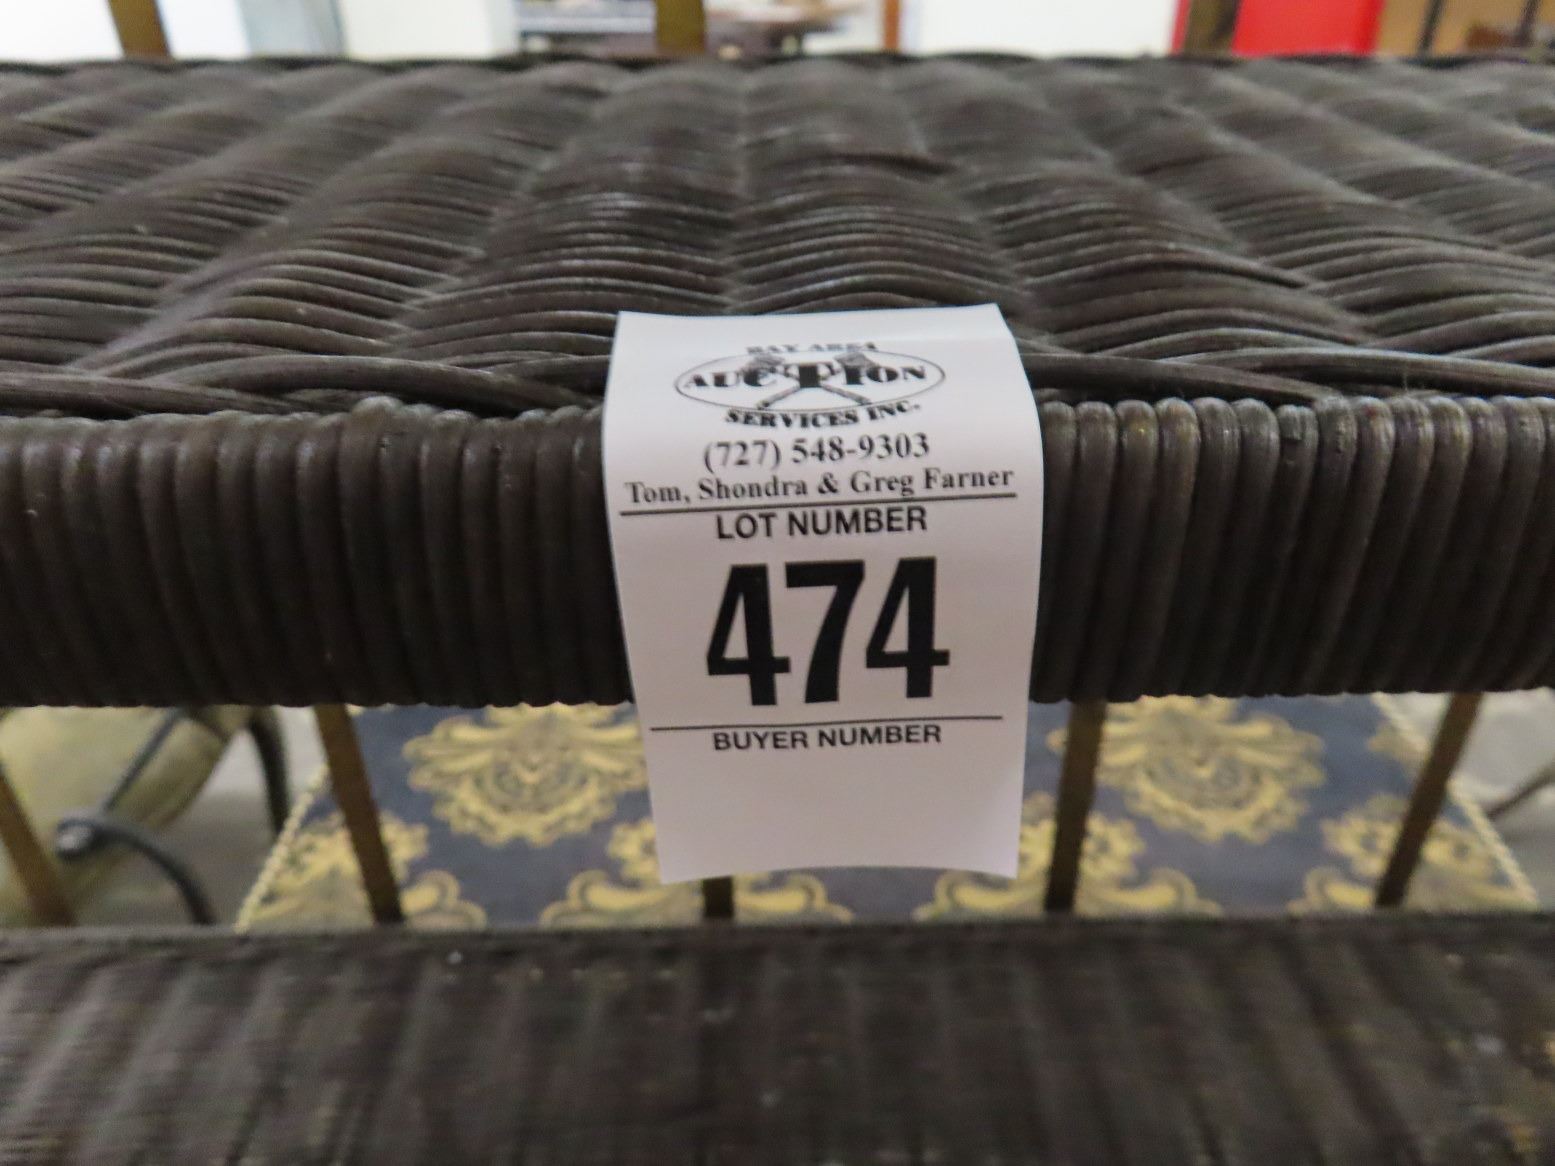 BAY AREA
AUCTION
SERVICES INC.
(727) 548-9303
Tom, Shondra & Greg Farner
LOT NUMBER
474
BUYER NUMBER